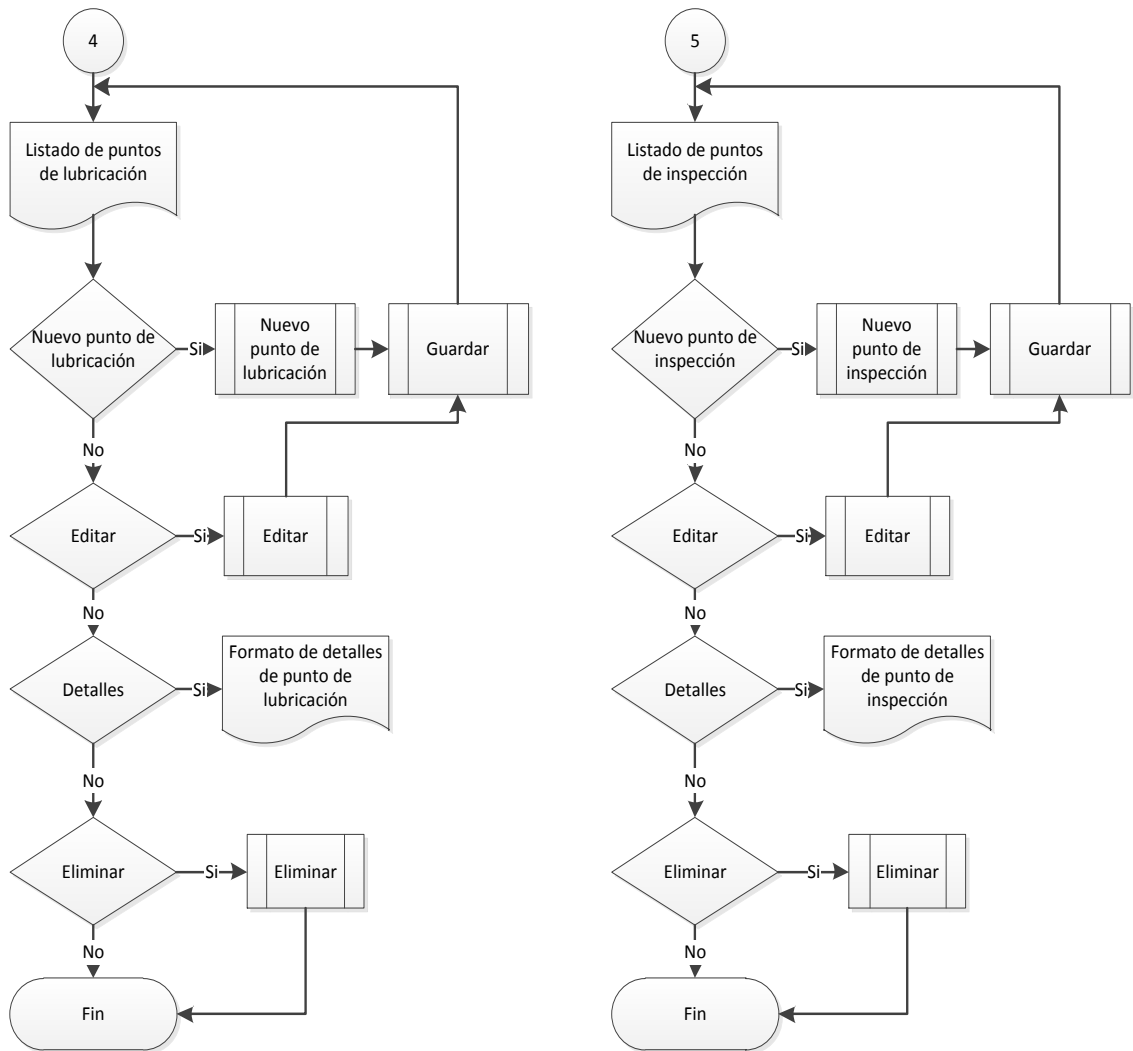 4
Listado de puntos
de lubricación
Nuevo punto de
lubricación
Si
Nuevo
punto de
lubricación
Guardar
No
Editar
Si
Editar
No
Detalles
Si
Formato de detalles
de punto de
lubricación
No
Eliminar
Si
Eliminar
No
Fin
5
Listado de puntos
de inspección
Nuevo punto de
inspección
Si
Nuevo
punto de
inspección
Guardar
No
Editar
Si
Editar
No
Detalles
Si
Formato de detalles
de punto de
inspección
No
Eliminar
Si
Eliminar
No
Fin